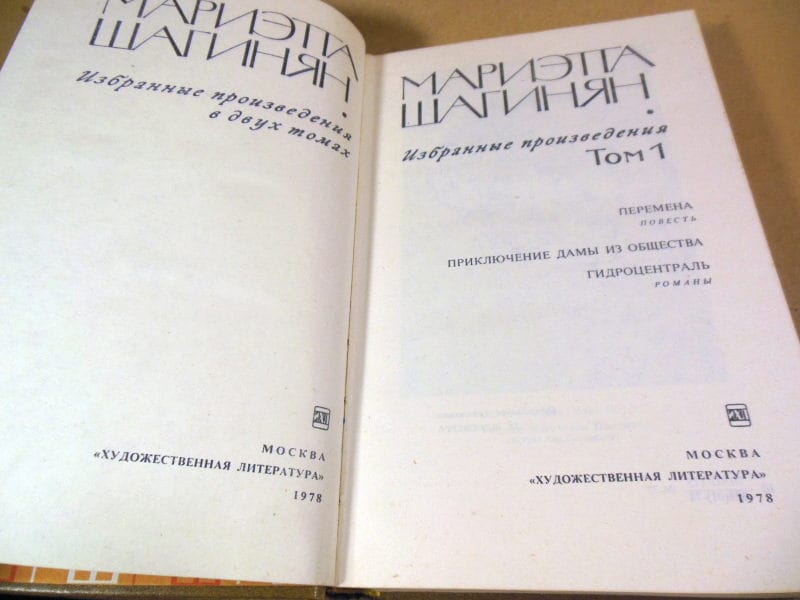 МАРИЭТТА
ШАГИНЯН
Избранные произведения
в двух томах
МОСКВА
«ХУДОЖЕСТВЕННАЯ ЛИТЕРАТУРА»
1978
МАРИЭТТА
ШАГИНЯН
Избранные произведения
Том 1
ПЕРЕМЕНА
ПОВЕСТЬ
ПРИКЛЮЧЕНИЕ ДАМЫ ИЗ ОБЩЕСТВА
ГИДРОЦЕНТРАЛЬ
РОМАНЫ
МОСКВА
«ХУДОЖЕСТВЕННАЯ ЛИТЕРАТУРА»
1978